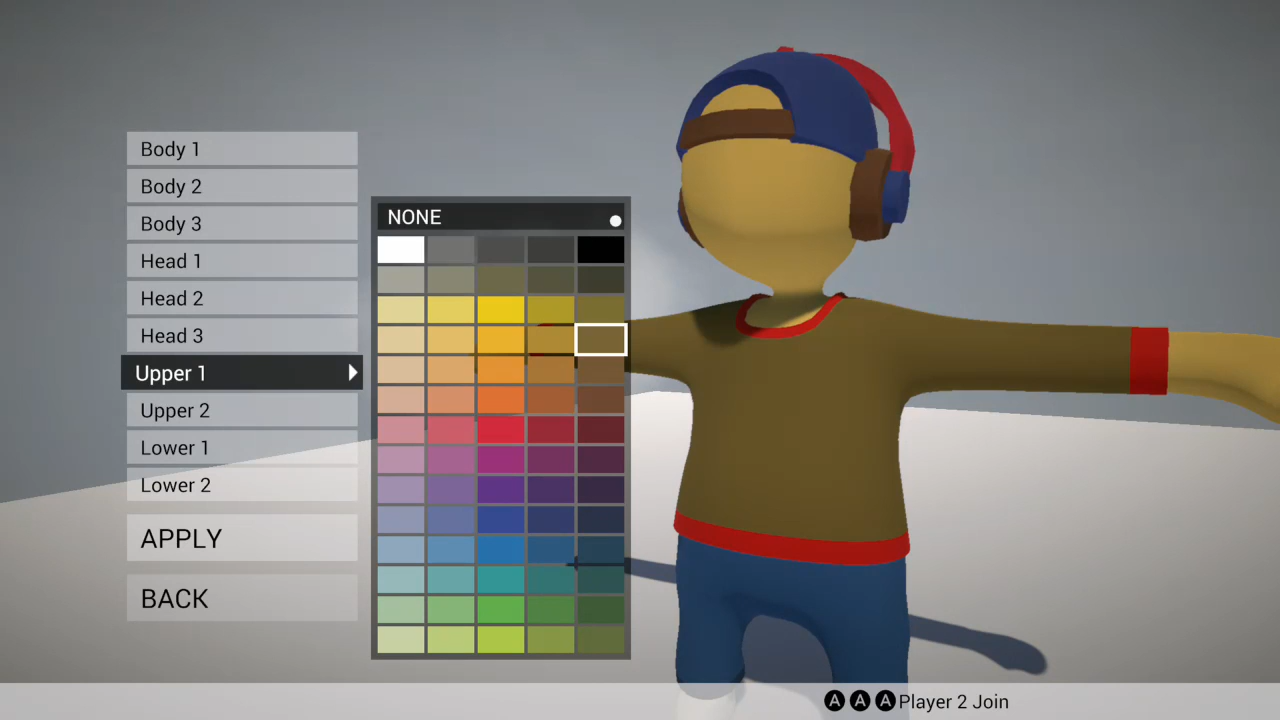 Body 1
Body 2
Body 3
Head 1
Head 2
Head 3
Upper 1
Upper 2
Lower 1
Lower 2
APPLY
BACK
NONE
A A A Player 2 Join